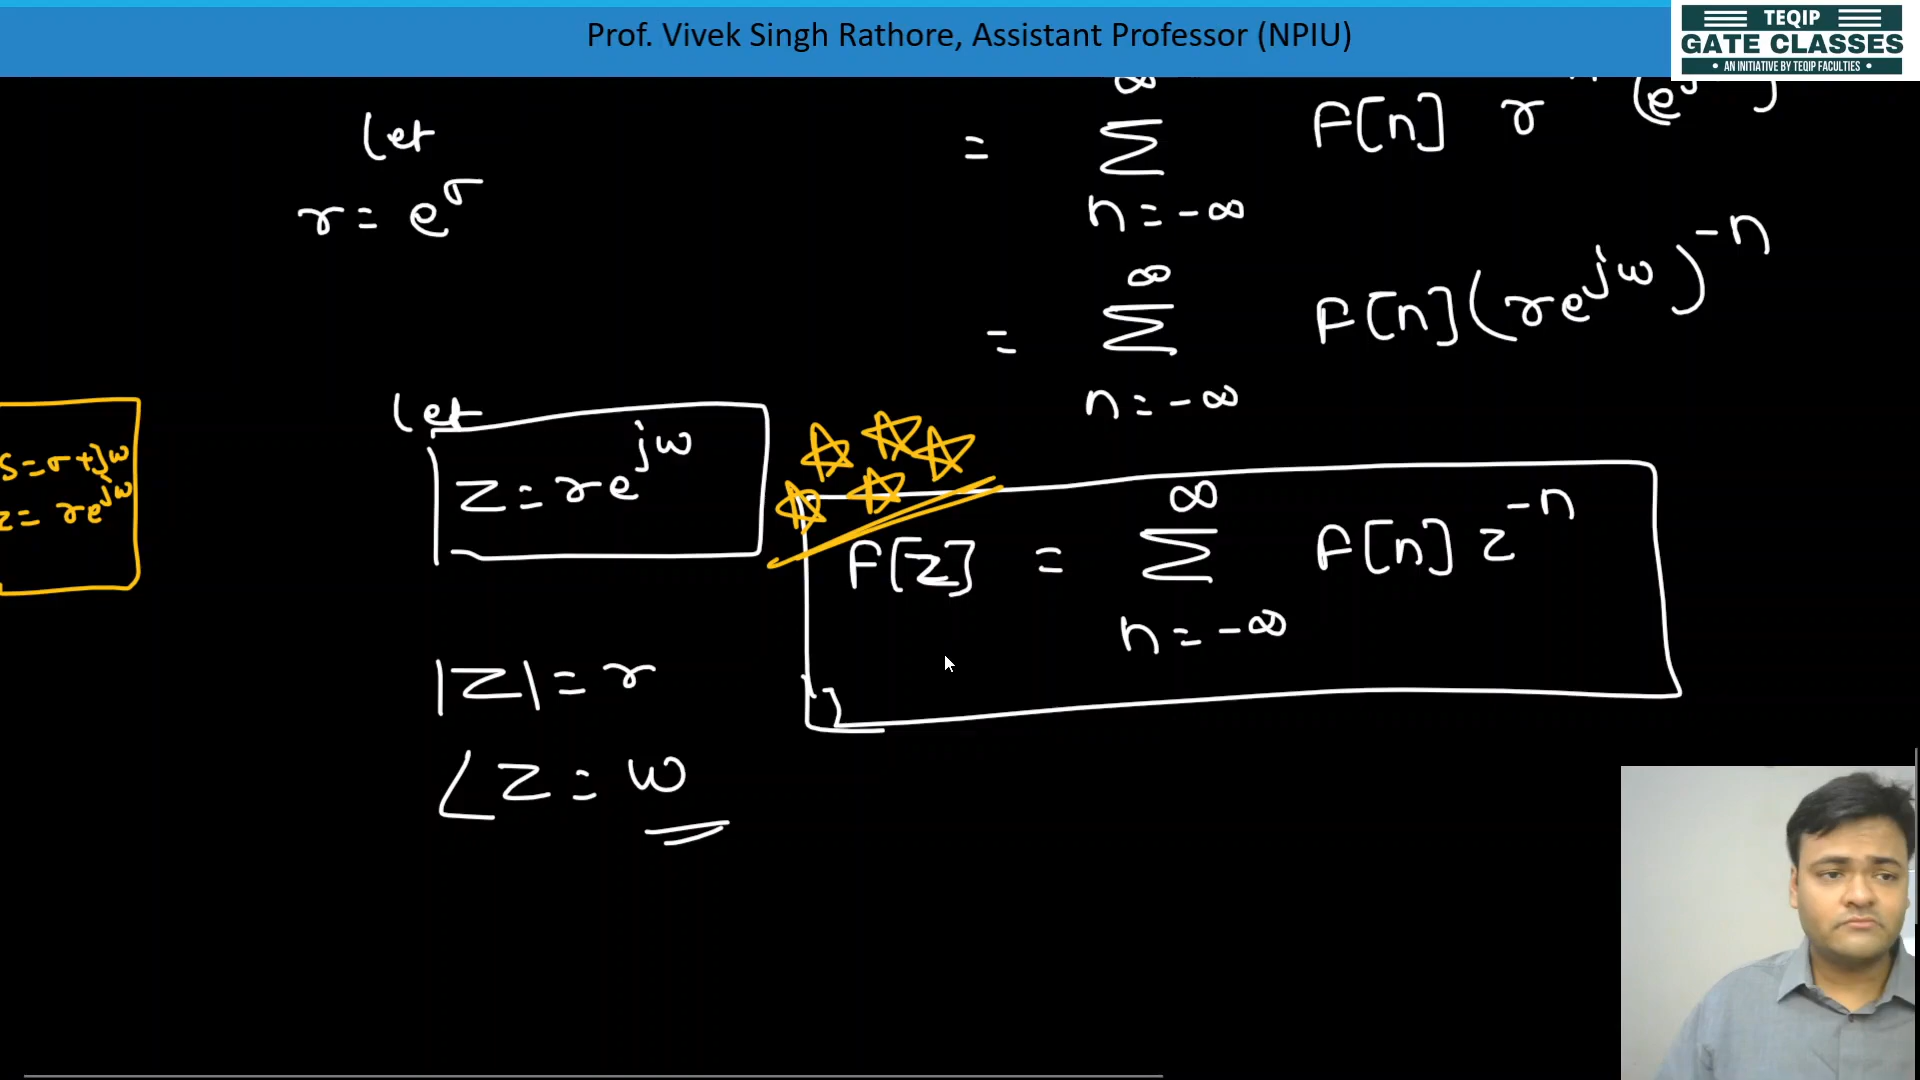 Prof. Vivek Singh Rathore, Assistant Professor (NPIU)
TEQIP
GATE CLASSES
• AN INITIATIVE BY TEQIP FACULTIES •
let
r = e^σ
= ∞ Σ n = -∞ F[n] r
= ∞ Σ n = -∞ F[n] (re^jω)^-n
let
Z = re^jω
S = σ + jω
z = re^jω
F[z] = ∞ Σ n = -∞ F[n] z^-n
|Z| = r
∠Z = ω